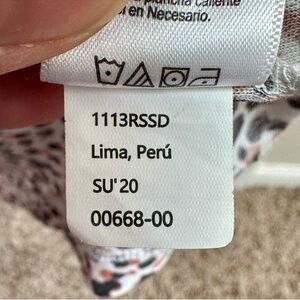 plancha caliente
en Necesario.
1113RSSD
Lima, Perú
SU'20
00668-00